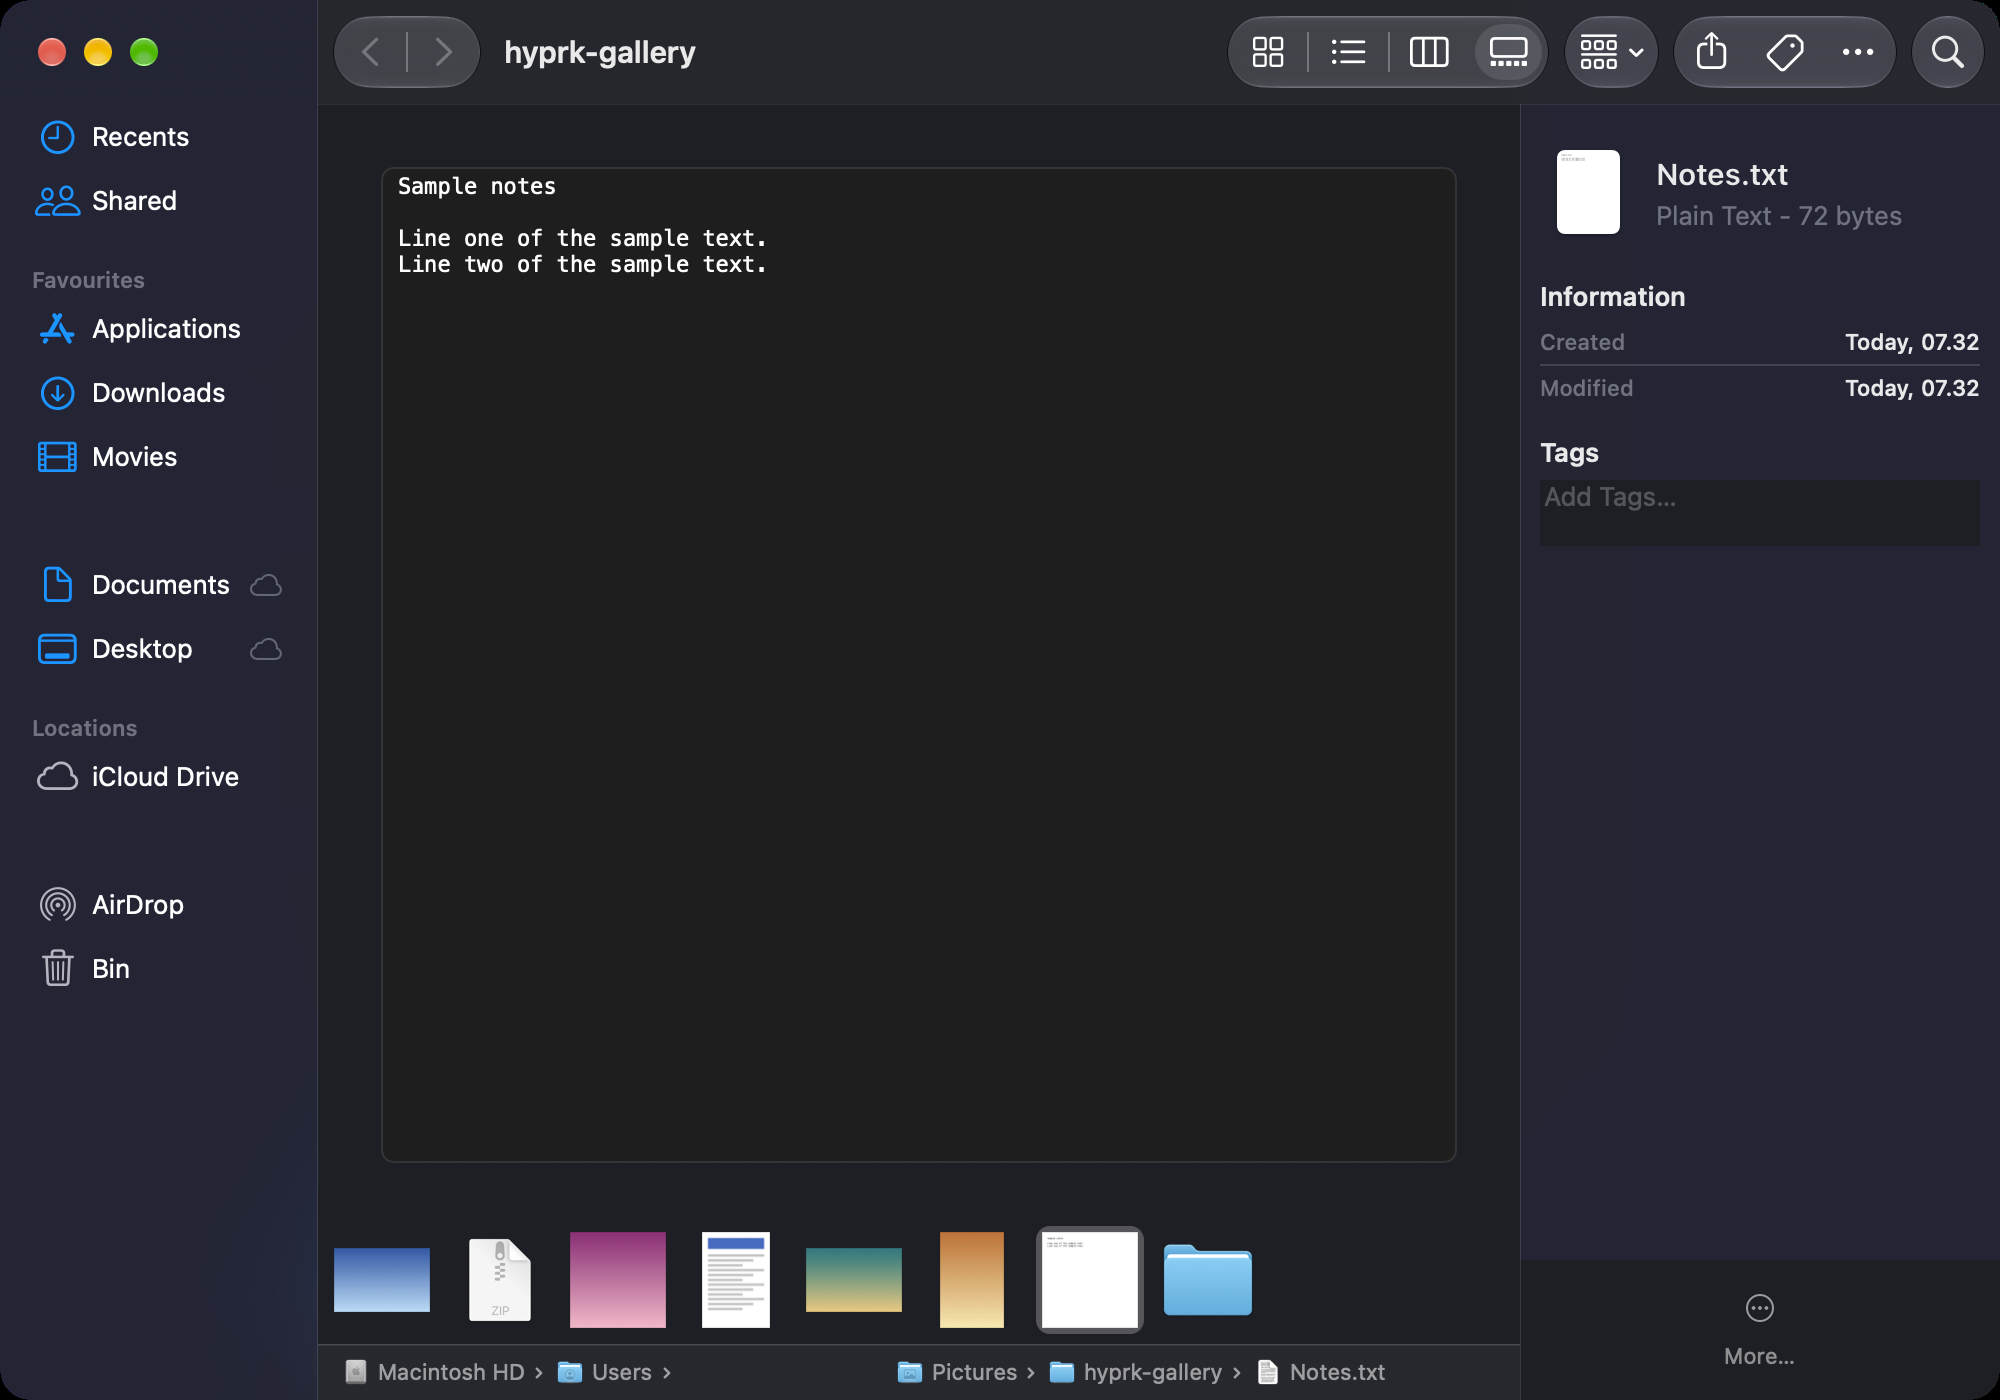 hyprk-gallery
Recents
Shared
Favourites
Applications
Downloads
Movies
Documents
Desktop
Locations
iCloud Drive
AirDrop
Bin
Sample notes
Line one of the sample text.
Line two of the sample text.
Notes.txt
Plain Text - 72 bytes
Information
Created Today, 07.32
Modified Today, 07.32
Tags
Add Tags...
ZIP
More...
Macintosh HD › Users › Pictures › hyprk-gallery › Notes.txt